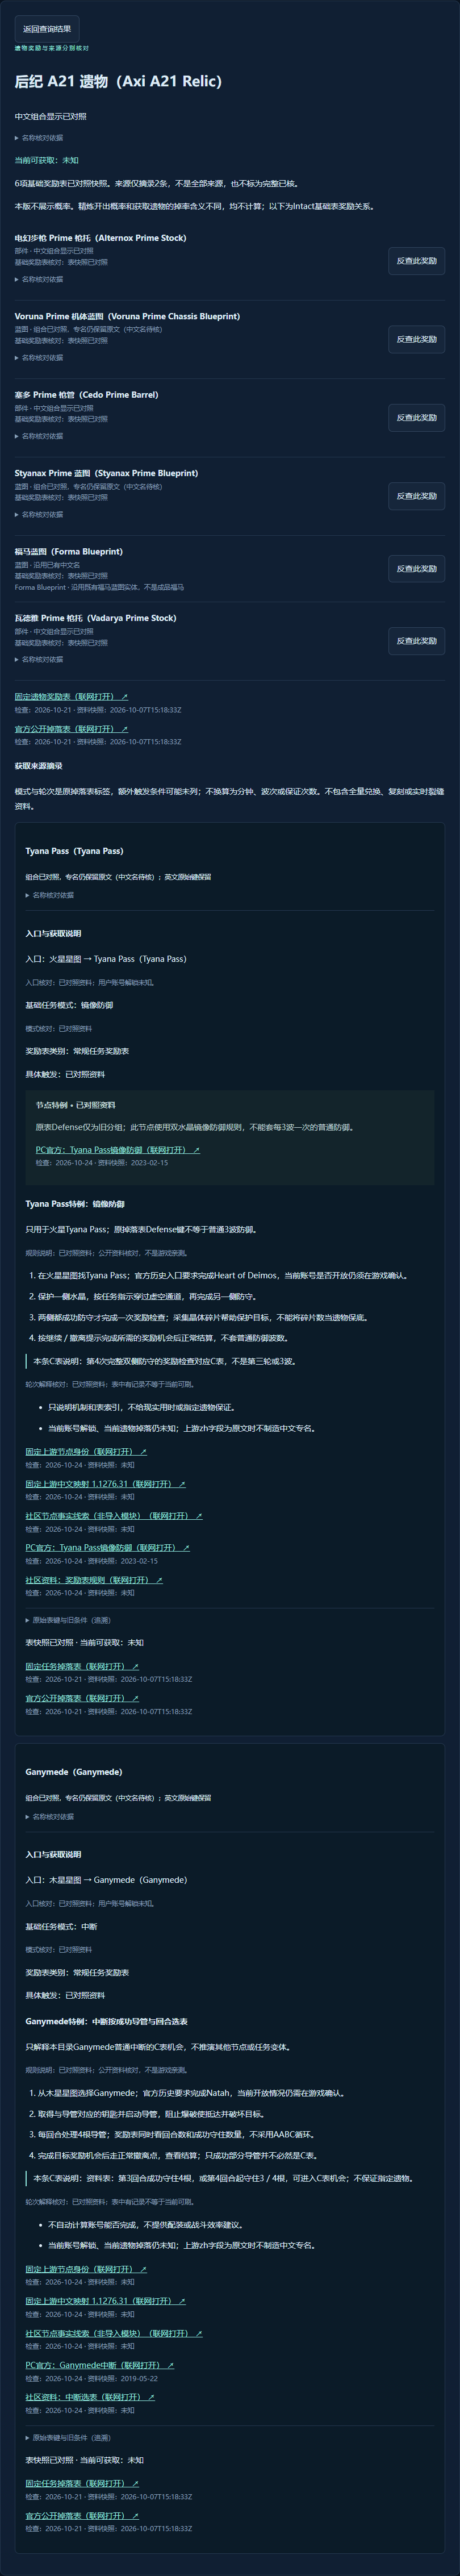 返回查询结果
遗物奖励与来源分别核对
后纪 A21 遗物（Axi A21 Relic）
中文组合显示已对照
▶ 名称核对依据
当前可获取：未知
6项基础奖励表已对照快照。来源仅摘录2条，不是全部来源，也不标为完整已核。
本版不展示概率。精炼开出概率和获取遗物的掉率含义不同，均不计算；以下为Intact基础表奖励关系。
电幻步枪 Prime 枪托（Alternox Prime Stock）
部件 · 中文组合显示已对照
基础奖励表核对：表快照已对照
▶ 名称核对依据
反查此奖励
Voruna Prime 机体蓝图（Voruna Prime Chassis Blueprint）
蓝图 · 组合已对照，专名仍保留原文（中文名待核）
基础奖励表核对：表快照已对照
▶ 名称核对依据
反查此奖励
塞多 Prime 枪管（Cedo Prime Barrel）
部件 · 中文组合显示已对照
基础奖励表核对：表快照已对照
▶ 名称核对依据
反查此奖励
Styanax Prime 蓝图（Styanax Prime Blueprint）
蓝图 · 组合已对照，专名仍保留原文（中文名待核）
基础奖励表核对：表快照已对照
▶ 名称核对依据
反查此奖励
福马蓝图（Forma Blueprint）
蓝图 · 沿用已有中文名
基础奖励表核对：表快照已对照
Forma Blueprint · 沿用既有福马蓝图实体，不是成品福马
反查此奖励
瓦德雅 Prime 枪托（Vadarya Prime Stock）
部件 · 中文组合显示已对照
基础奖励表核对：表快照已对照
▶ 名称核对依据
反查此奖励
固定遗物奖励表（联网打开） ↗
检查：2026-10-21 · 资料快照：2026-10-07T15:18:33Z
官方公开掉落表（联网打开） ↗
检查：2026-10-21 · 资料快照：2026-10-07T15:18:33Z
获取来源摘录
模式与轮次是原掉落表标签，额外触发条件可能未列；不换算为分钟、波次或保证次数。不包含全量兑换、复刻或实时裂缝
资料。
Tyana Pass（Tyana Pass）
组合已对照，专名仍保留原文（中文名待核）；英文原始键保留
▶ 名称核对依据
入口与获取说明
入口：火星星图 → Tyana Pass（Tyana Pass）
入口核对：已对照资料；用户账号解锁未知。
基础任务模式：镜像防御
模式核对：已对照资料
奖励表类别：常规任务奖励表
具体触发：已对照资料
节点特例 • 已对照资料
原表Defense仅为旧分组；此节点使用双水晶镜像防御规则，不能套每3波一次的普通防御。
PC官方：Tyana Pass镜像防御（联网打开） ↗
检查：2026-10-24 · 资料快照：2023-02-15
Tyana Pass特例：镜像防御
只用于火星Tyana Pass；原掉落表Defense键不等于普通3波防御。
规则说明：已对照资料；公开资料核对，不是游戏亲测。
1. 在火星星图找Tyana Pass；官方历史入口要求完成Heart of Deimos，当前账号是否开放仍须在游戏确认。
2. 保护一侧水晶，按任务指示穿过虚空通道，再完成另一侧防守。
3. 两侧都成功防守才完成一次奖励检查；采集晶体碎片帮助保护目标，不能将碎片数当遗物保底。
4. 按继续 / 撤离提示完成所需的奖励机会后正常结算，不套普通防御波数。
本条C表说明：第4次完整双侧防守的奖励检查对应C表，不是第三轮或3波。
轮次解释核对：已对照资料；表中有记录不等于当前可刷。
• 只说明机制和表索引，不给现实用时或指定遗物保证。
• 当前账号解锁、当前遗物掉落仍未知；上游zh字段为原文时不制造中文专名。
固定上游节点身份（联网打开） ↗
检查：2026-10-24 · 资料快照：未知
固定上游中文映射 1.1276.31（联网打开） ↗
检查：2026-10-24 · 资料快照：未知
社区节点事实线索（非导入模块）（联网打开） ↗
检查：2026-10-24 · 资料快照：未知
PC官方：Tyana Pass镜像防御（联网打开） ↗
检查：2026-10-24 · 资料快照：2023-02-15
社区资料：奖励表规则（联网打开） ↗
检查：2026-10-24 · 资料快照：未知
▶ 原始表键与旧条件（追溯）
表快照已对照 · 当前可获取：未知
固定任务掉落表（联网打开） ↗
检查：2026-10-21 · 资料快照：2026-10-07T15:18:33Z
官方公开掉落表（联网打开） ↗
检查：2026-10-21 · 资料快照：2026-10-07T15:18:33Z
Ganymede（Ganymede）
组合已对照，专名仍保留原文（中文名待核）；英文原始键保留
▶ 名称核对依据
入口与获取说明
入口：木星星图 → Ganymede（Ganymede）
入口核对：已对照资料；用户账号解锁未知。
基础任务模式：中断
模式核对：已对照资料
奖励表类别：常规任务奖励表
具体触发：已对照资料
Ganymede特例：中断按成功导管与回合选表
只解释本目录Ganymede普通中断的C表机会，不推演其他节点或任务变体。
规则说明：已对照资料；公开资料核对，不是游戏亲测。
1. 从木星星图选择Ganymede；官方历史要求完成Natah，当前开放情况仍需在游戏确认。
2. 取得与导管对应的钥匙并启动导管，阻止爆破使抵达并破坏目标。
3. 每回合处理4根导管；奖励表同时看回合数和成功守住数量，不采用AABC循环。
4. 完成目标奖励机会后走正常撤离点，查看结算；只成功部分导管并不必然是C表。
本条C表说明：资料表：第3回合成功守住4根，或第4回合起守住3 / 4根，可进入C表机会；不保证指定遗物。
轮次解释核对：已对照资料；表中有记录不等于当前可刷。
• 不自动计算账号能否完成，不提供配装或战斗效率建议。
• 当前账号解锁、当前遗物掉落仍未知；上游zh字段为原文时不制造中文专名。
固定上游节点身份（联网打开） ↗
检查：2026-10-24 · 资料快照：未知
固定上游中文映射 1.1276.31（联网打开） ↗
检查：2026-10-24 · 资料快照：未知
社区节点事实线索（非导入模块）（联网打开） ↗
检查：2026-10-24 · 资料快照：未知
PC官方：Ganymede中断（联网打开） ↗
检查：2026-10-24 · 资料快照：2019-05-22
社区资料：中断选表（联网打开） ↗
检查：2026-10-24 · 资料快照：未知
▶ 原始表键与旧条件（追溯）
表快照已对照 · 当前可获取：未知
固定任务掉落表（联网打开） ↗
检查：2026-10-21 · 资料快照：2026-10-07T15:18:33Z
官方公开掉落表（联网打开） ↗
检查：2026-10-21 · 资料快照：2026-10-07T15:18:33Z